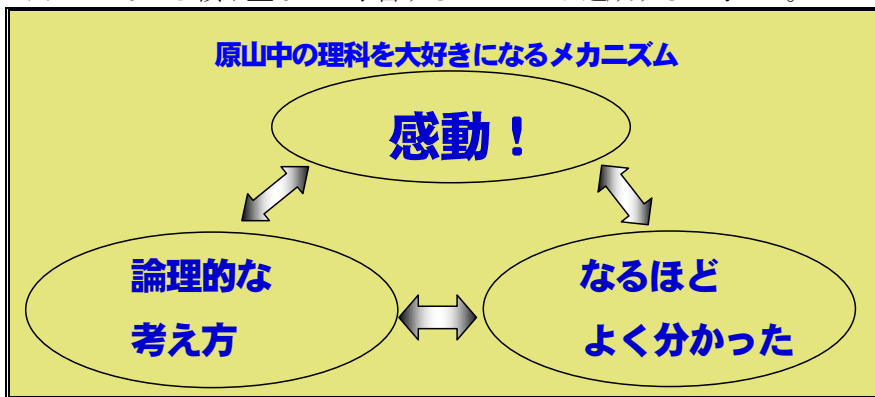 原山中の理科を大好きになるメカニズム
感動！
論理的な
考え方
なるほど
よく分かった